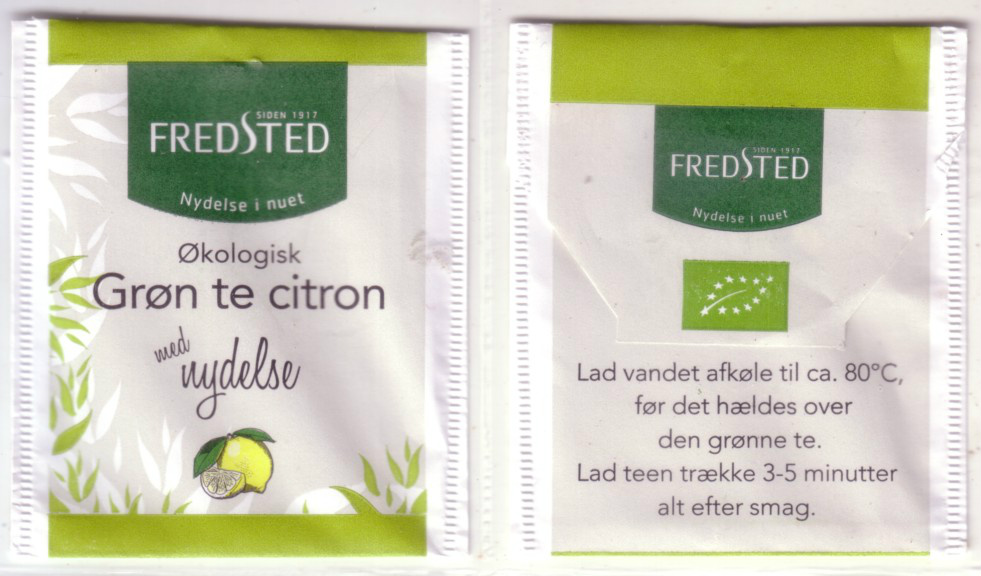 SIDEN 1917
FREDSTED
Nydelse i nuet
Økologisk
Grøn te citron
med
nydelse
SIDEN 1917
FREDSTED
Nydelse i nuet
Lad vandet afkøle til ca. 80°C,
før det hældes over
den grønne te.
Lad teen trække 3-5 minutter
alt efter smag.